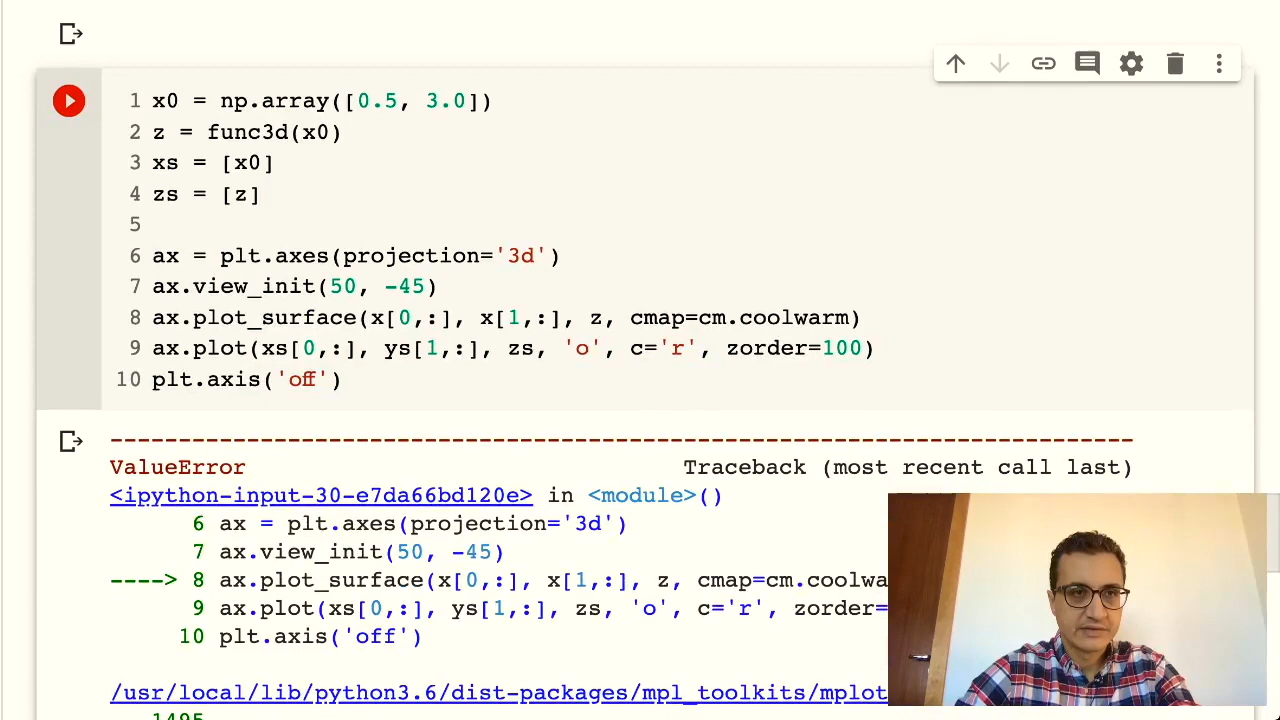 1 x0 = np.array([0.5, 3.0])
2 z = func3d(x0)
3 xs = [x0]
4 zs = [z]
5
6 ax = plt.axes(projection='3d')
7 ax.view_init(50, -45)
8 ax.plot_surface(x[0,:], x[1,:], z, cmap=cm.coolwarm)
9 ax.plot(xs[0,:], ys[1,:], zs, 'o', c='r', zorder=100)
10 plt.axis('off')
---------------------------------------------------------------------------
ValueError Traceback (most recent call last)
<ipython-input-30-e7da66bd120e> in <module>()
6 ax = plt.axes(projection='3d')
7 ax.view_init(50, -45)
----> 8 ax.plot_surface(x[0,:], x[1,:], z, cmap=cm.coolwa
9 ax.plot(xs[0,:], ys[1,:], zs, 'o', c='r', zorder=
10 plt.axis('off')
/usr/local/lib/python3.6/dist-packages/mpl_toolkits/mplot
1495